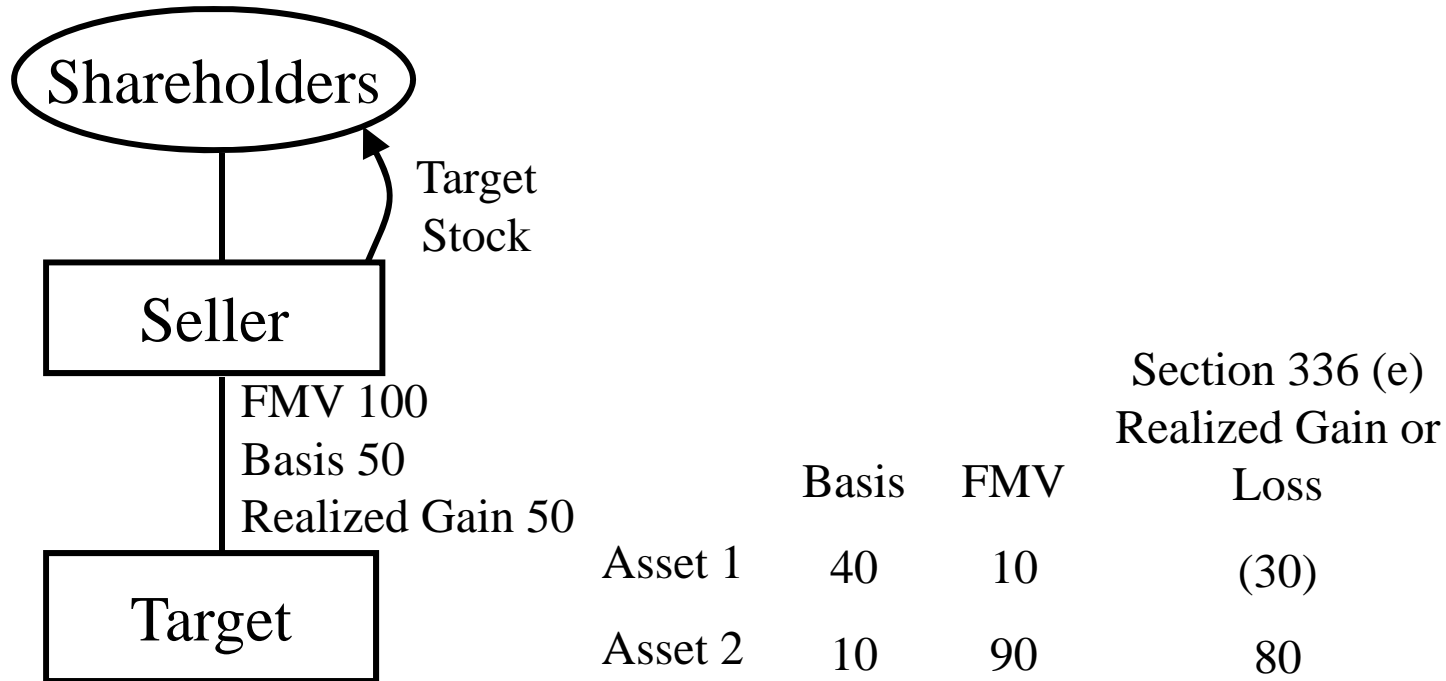 Shareholders
Target
Stock
Seller
FMV 100
Basis 50
Realized Gain 50
Target
Section 336 (e)
Realized Gain or
Basis FMV Loss
Asset 1 40 10 (30)
Asset 2 10 90 80